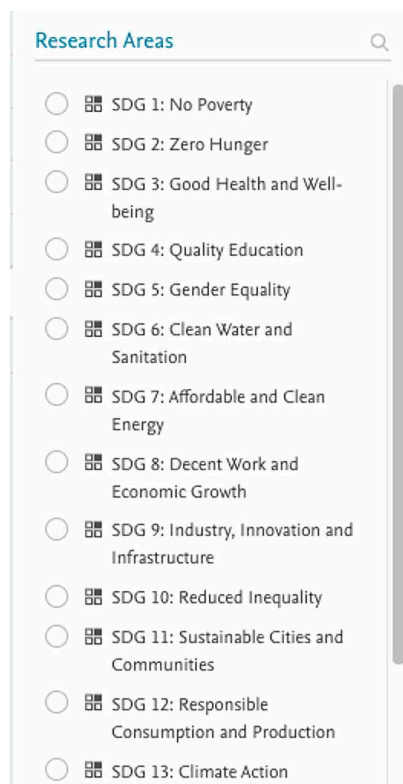 Research Areas
SDG 1: No Poverty
SDG 2: Zero Hunger
SDG 3: Good Health and Well-
being
SDG 4: Quality Education
SDG 5: Gender Equality
SDG 6: Clean Water and
Sanitation
SDG 7: Affordable and Clean
Energy
SDG 8: Decent Work and
Economic Growth
SDG 9: Industry, Innovation and
Infrastructure
SDG 10: Reduced Inequality
SDG 11: Sustainable Cities and
Communities
SDG 12: Responsible
Consumption and Production
SDG 13: Climate Action